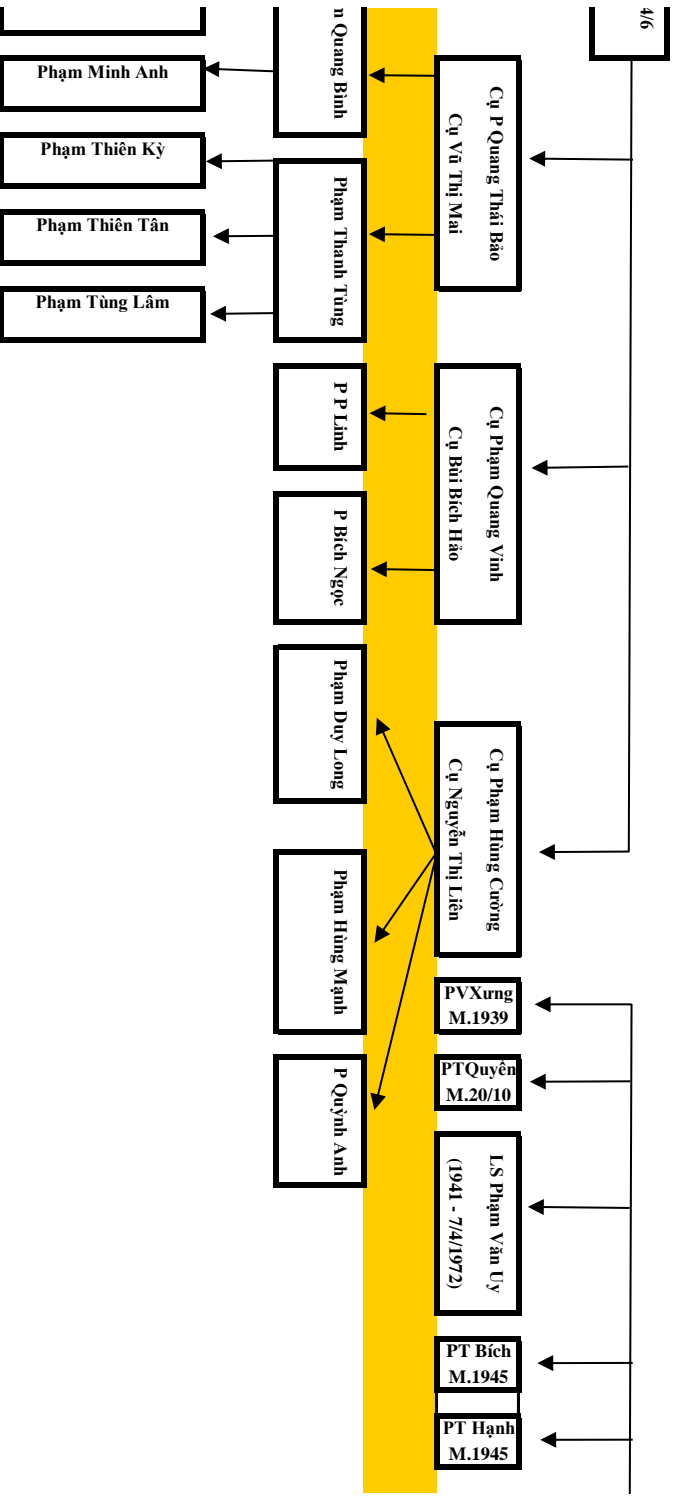 4/6
Cụ P Quang Thái Bảo
Cụ Vũ Thị Mai
n Quang Bình
Phạm Thanh Tùng
Phạm Minh Anh
Phạm Thiên Kỳ
Phạm Thiên Tân
Phạm Tùng Lâm
Cụ Phạm Quang Vinh
Cụ Bùi Bích Hảo
P P Linh
P Bích Ngọc
Cụ Phạm Hùng Cường
Cụ Nguyễn Thị Liên
Phạm Duy Long
Phạm Hùng Mạnh
P Quỳnh Anh
PVXưng
M.1939
PTQuyên
M.20/10
LS Phạm Văn Uy
(1941 - 7/4/1972)
PT Bích
M.1945
PT Hạnh
M.1945